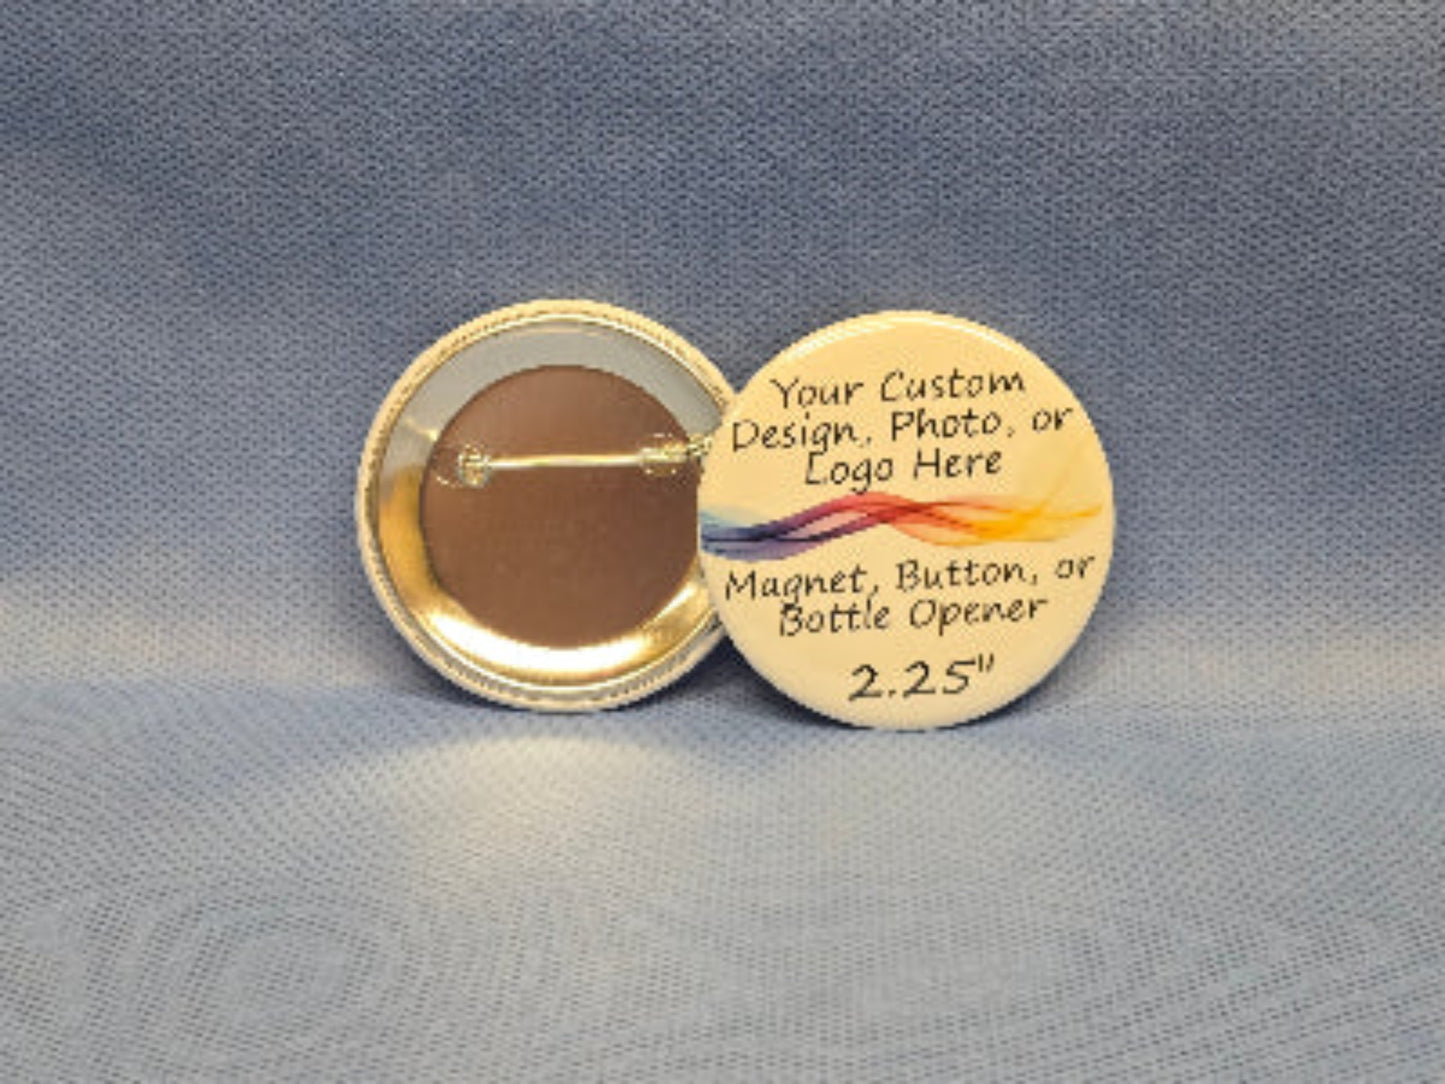 Your Custom
Design, Photo, or
Logo Here
Magnet, Button, or
Bottle Opener
2.25"